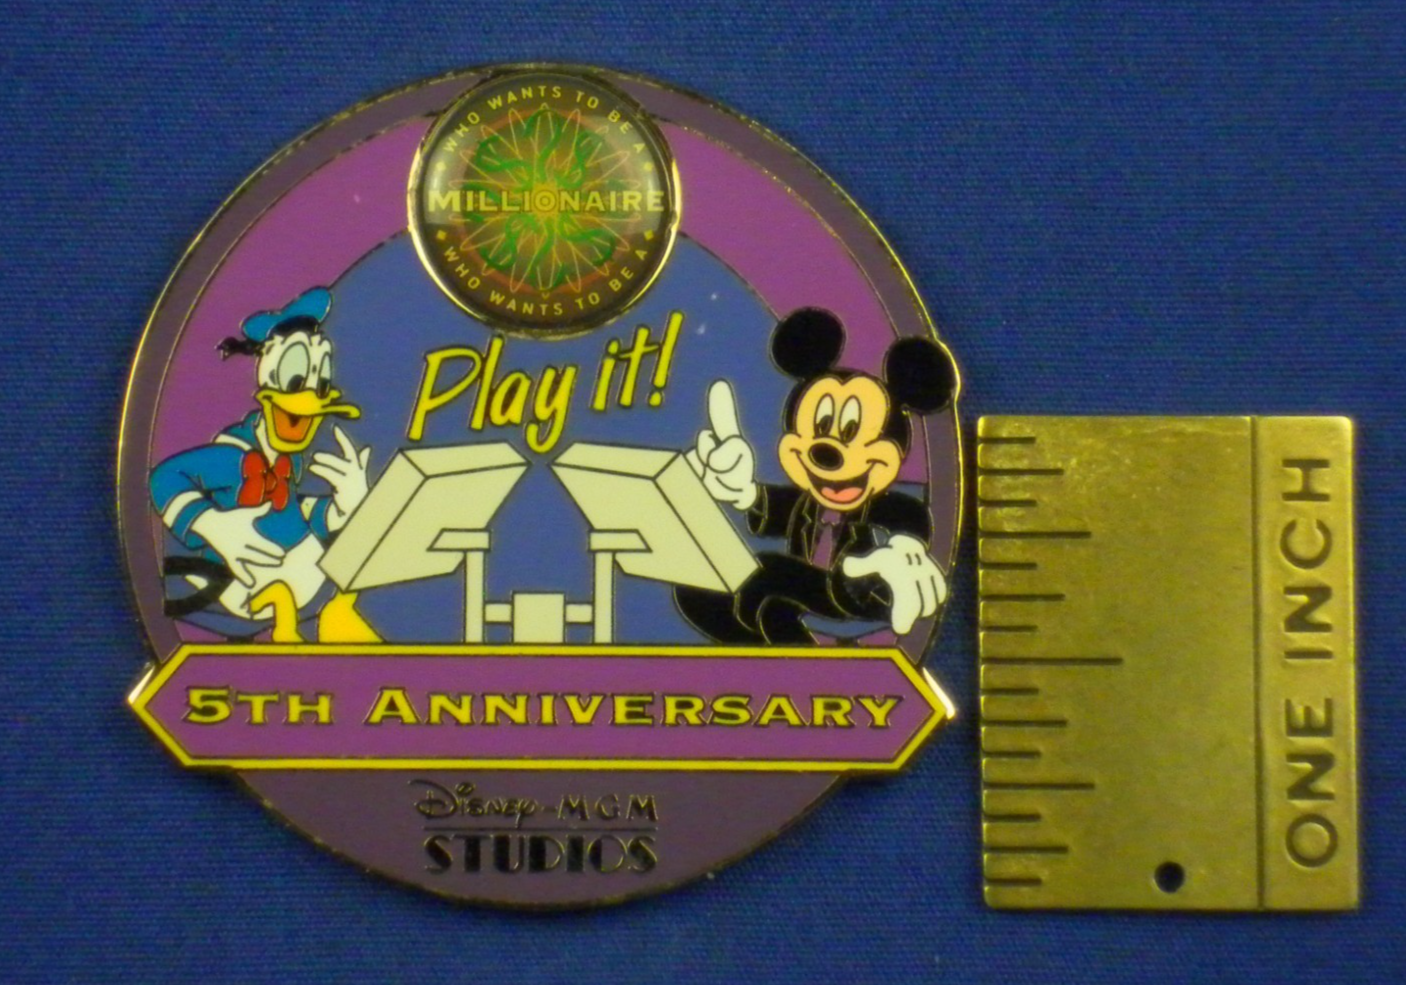 WHO WANTS TO BE A
MILLIONAIRE
WHO WANTS TO BE A
Play it!
5TH ANNIVERSARY
Disney-MGM
STUDIOS
ONE INCH